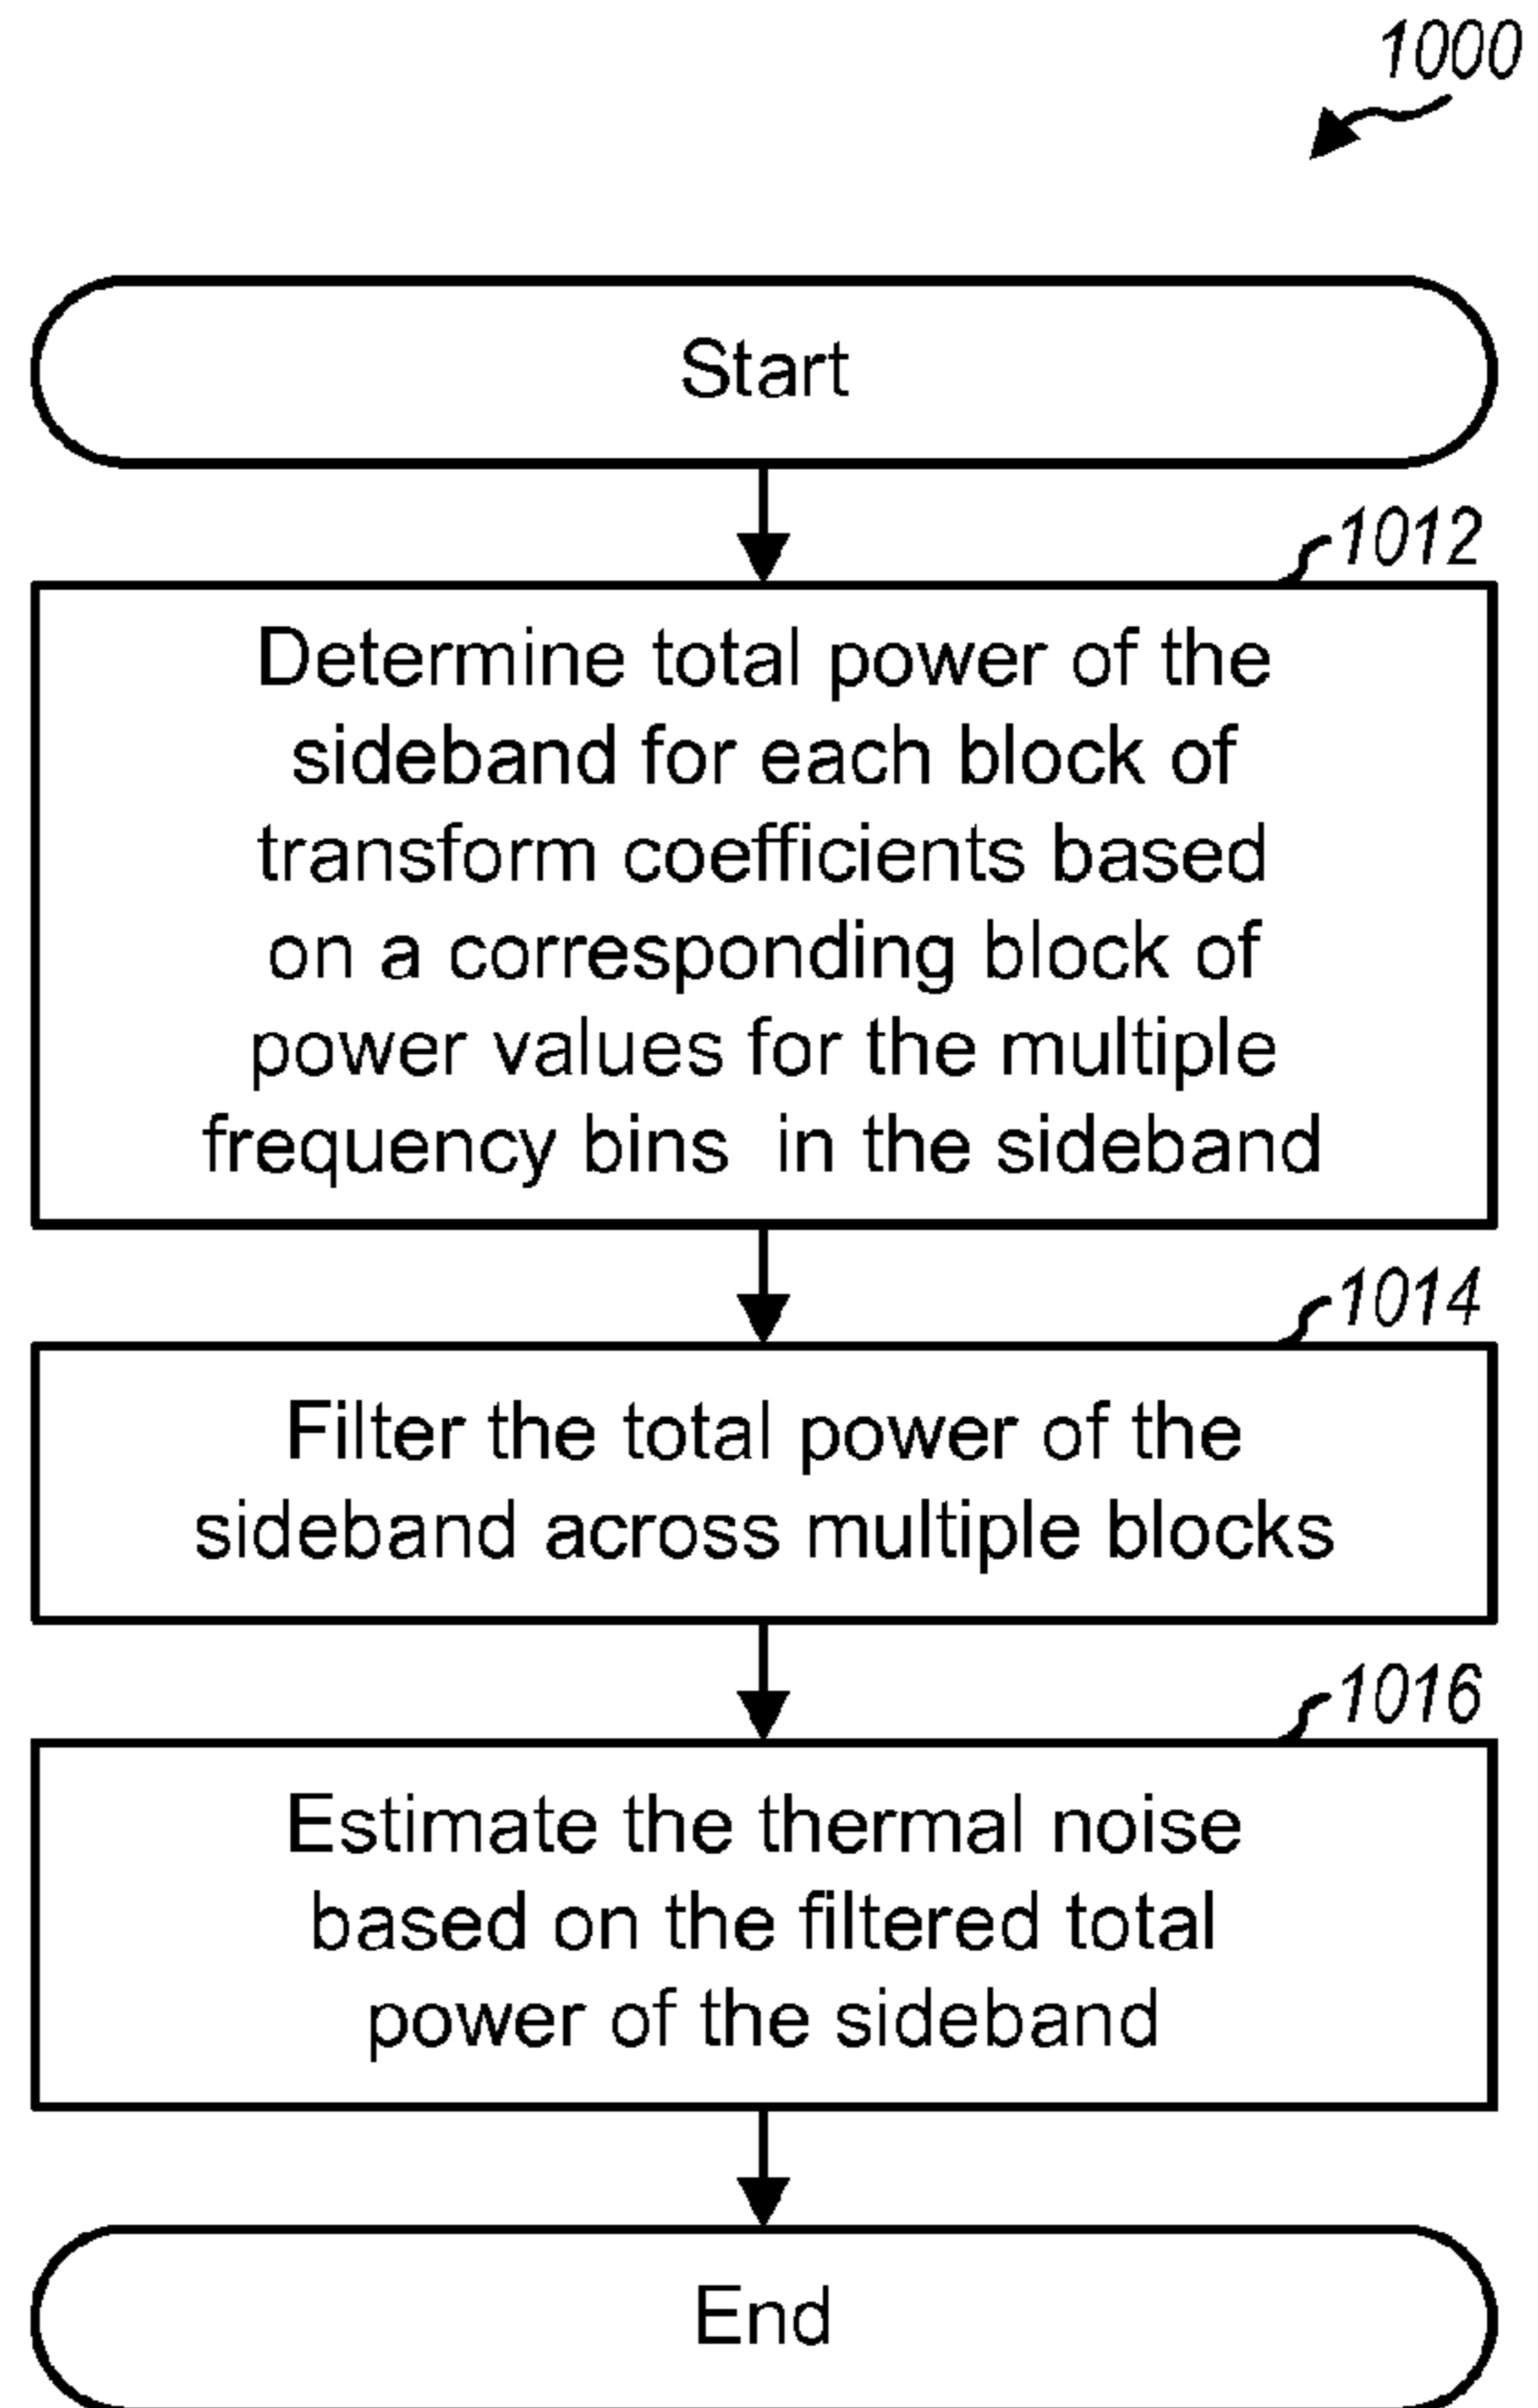 1000
Start
1012
Determine total power of the
sideband for each block of
transform coefficients based
on a corresponding block of
power values for the multiple
frequency bins in the sideband
1014
Filter the total power of the
sideband across multiple blocks
1016
Estimate the thermal noise
based on the filtered total
power of the sideband
End